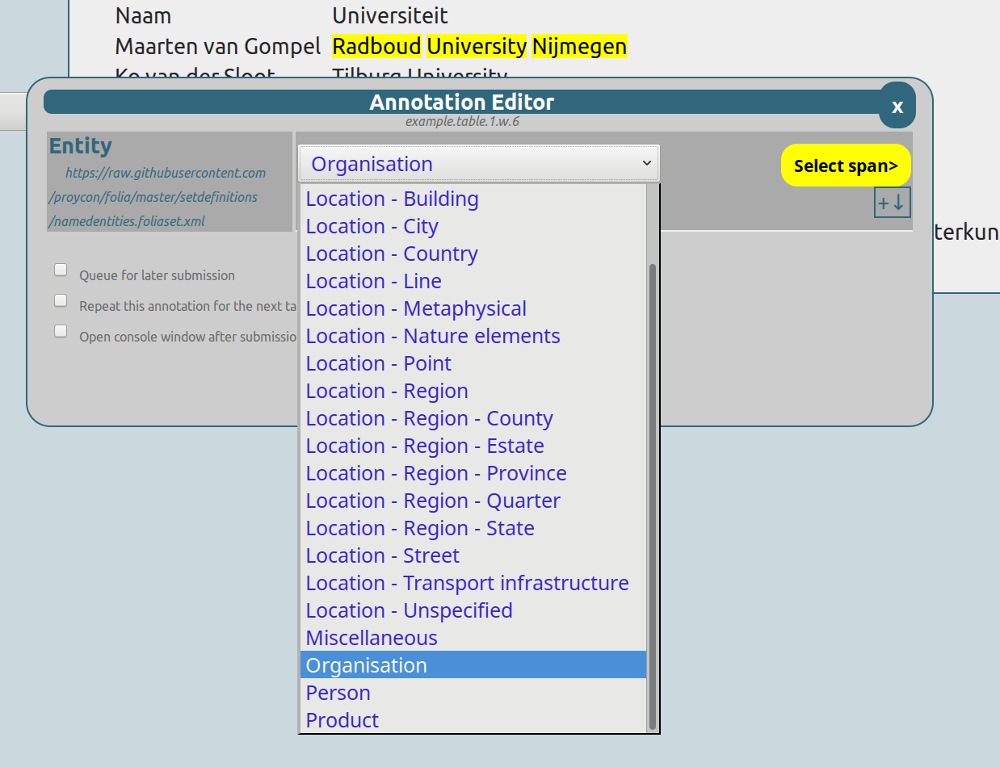 Naam Universiteit
Maarten van Gompel Radboud University Nijmegen
Ko van der Sloot Tilburg University
Annotation Editor
x
example.table.1.w.6
Entity
https://raw.githubusercontent.com
/proycon/folia/master/setdefinitions
/namedentities.foliaset.xml
Organisation
Select span>
+↓
terkun
Queue for later submission
Repeat this annotation for the next ta
Open console window after submissio
Location - Building
Location - City
Location - Country
Location - Line
Location - Metaphysical
Location - Nature elements
Location - Point
Location - Region
Location - Region - County
Location - Region - Estate
Location - Region - Province
Location - Region - Quarter
Location - Region - State
Location - Street
Location - Transport infrastructure
Location - Unspecified
Miscellaneous
Organisation
Person
Product